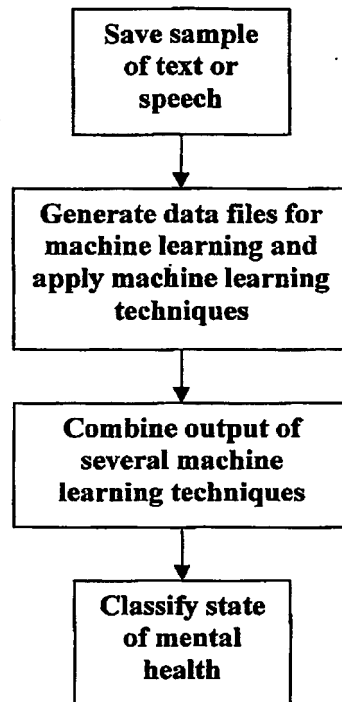 Save sample
of text or
speech
Generate data files for
machine learning and
apply machine learning
techniques
Combine output of
several machine
learning techniques
Classify state
of mental
health